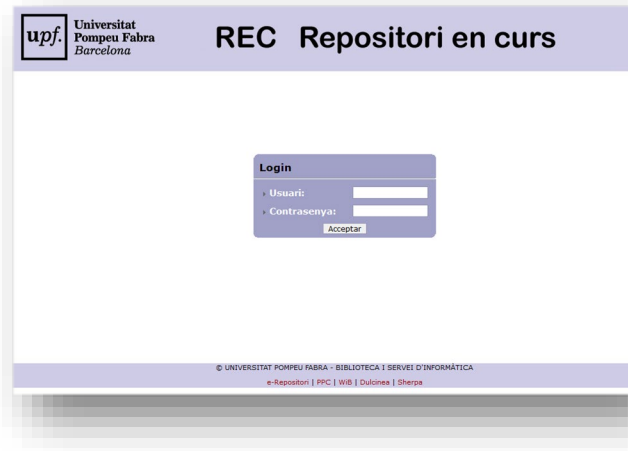 upf.
Universitat
Pompeu Fabra
Barcelona
REC Repositori en curs
Login
Usuari:
Contrasenya:
Acceptar
© UNIVERSITAT POMPEU FABRA - BIBLIOTECA I SERVEI D'INFORMÀTICA
e-Repositori | PPC | WiB | Dulcinea | Sherpa